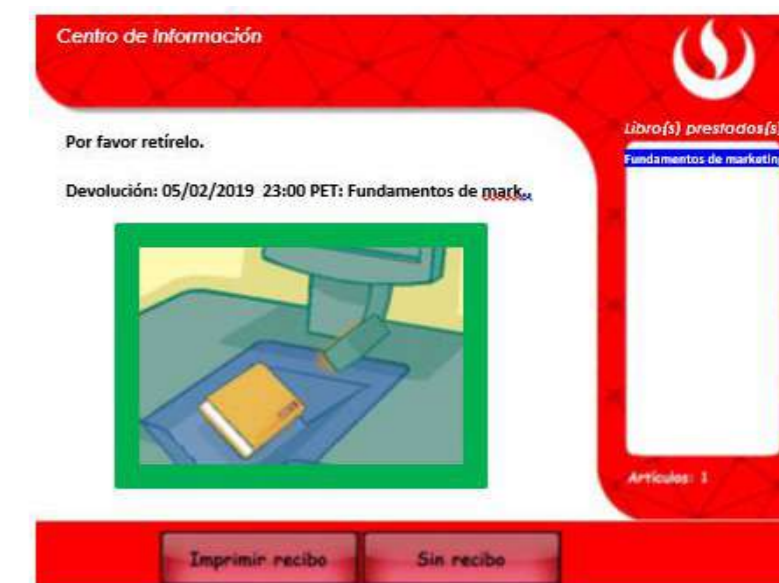 Centro de Información
Por favor retírelo.
Devolución: 05/02/2019 23:00 PET: Fundamentos de mark..
Libro(s) prestados(s)
Fundamentos de marketing
Artículos: 1
Imprimir recibo
Sin recibo